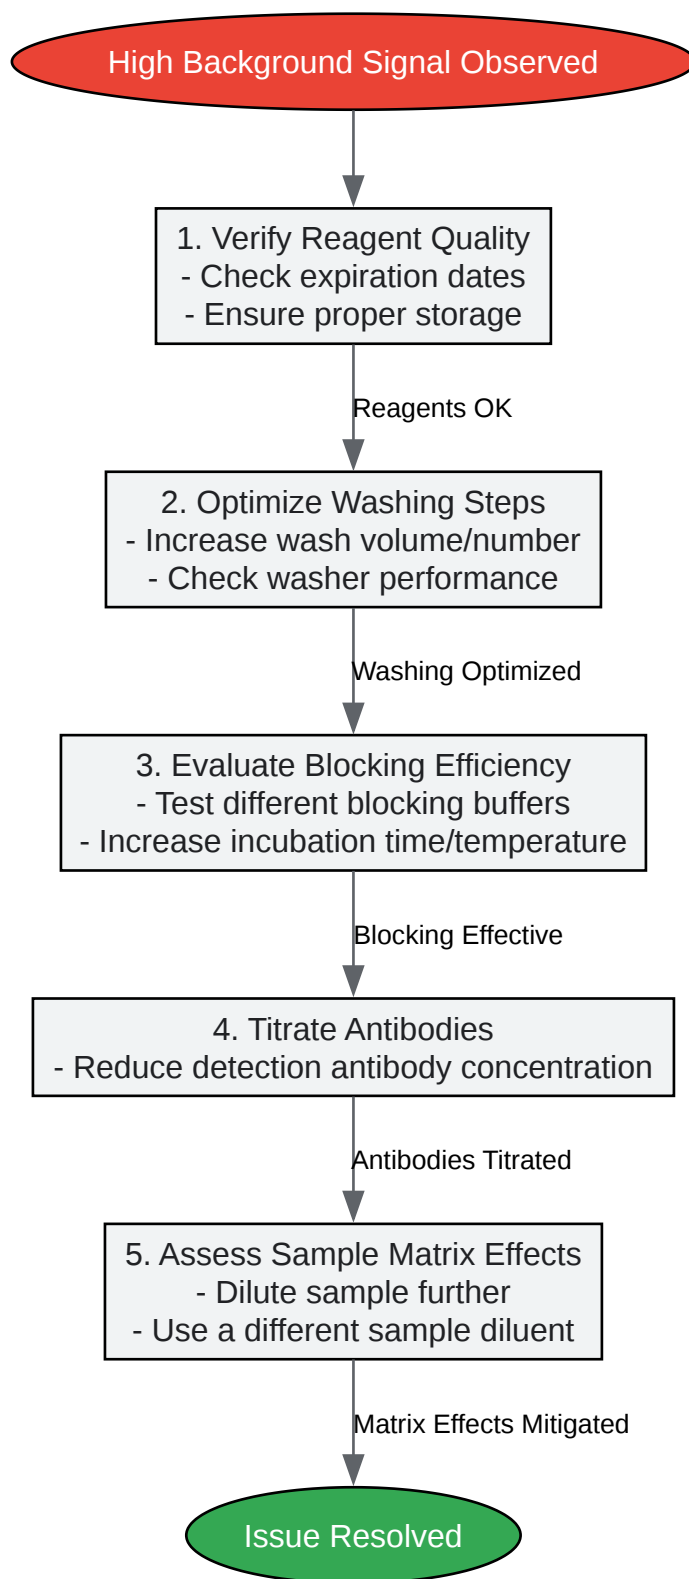 High Background Signal Observed
1. Verify Reagent Quality
- Check expiration dates
- Ensure proper storage
Reagents OK
2. Optimize Washing Steps
- Increase wash volume/number
- Check washer performance
Washing Optimized
3. Evaluate Blocking Efficiency
- Test different blocking buffers
- Increase incubation time/temperature
Blocking Effective
4. Titrate Antibodies
- Reduce detection antibody concentration
Antibodies Titrated
5. Assess Sample Matrix Effects
- Dilute sample further
- Use a different sample diluent
Matrix Effects Mitigated
Issue Resolved